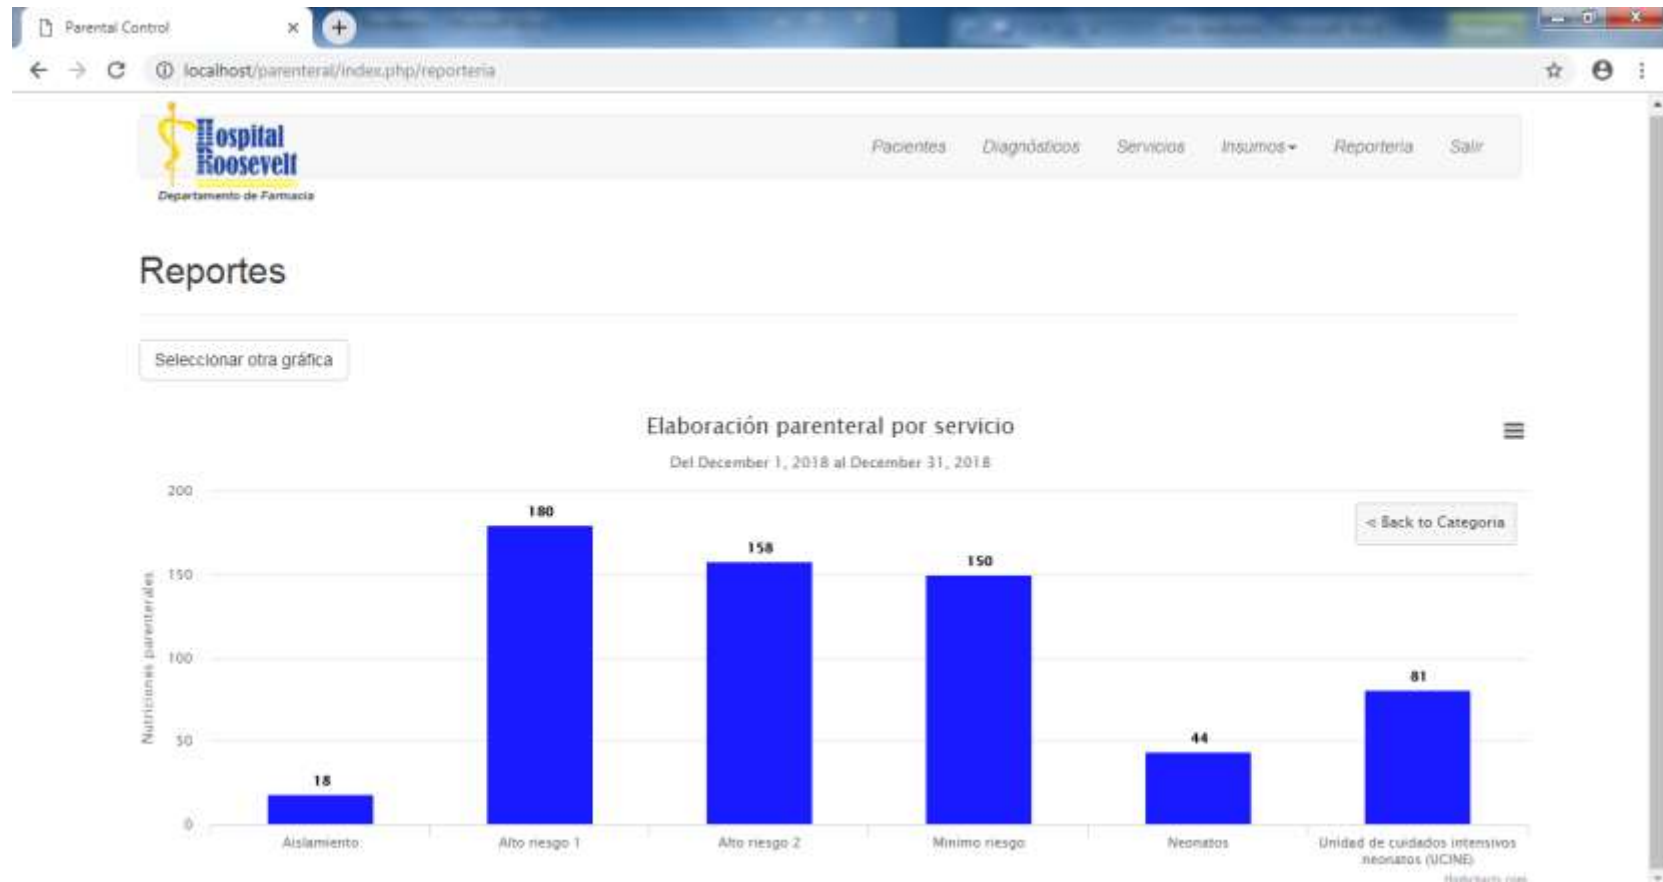 Parental Control
localhost/parenteral/index.php/reporteria
Hospital
Roosevelt
Departamento de Farmacia
Pacientes Diagnósticos Servicios Insumos Reporteria Salir
Reportes
Seleccionar otra gráfica
Elaboración parenteral por servicio
Del December 1, 2018 al December 31, 2018
< Back to Categoria
Nutriciones parenterales
200
150
100
50
0
18
180
158
150
44
81
Aislamiento
Alto riesgo 1
Alto riesgo 2
Minimo riesgo
Neonatos
Unidad de cuidados intensivos
neonatos (UCINE)
Highcharts.com